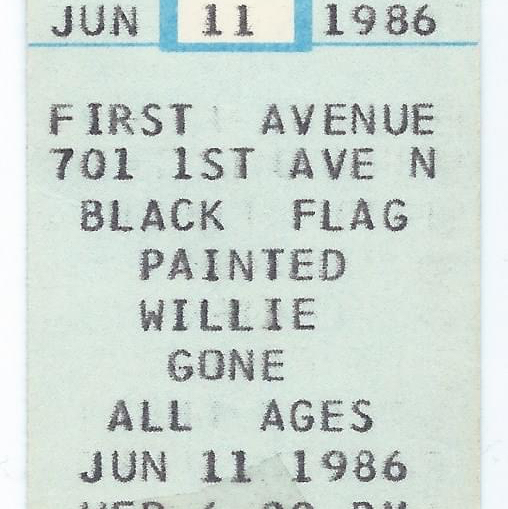 JUN 11 1986
FIRST AVENUE
701 1ST AVE N
BLACK FLAG
PAINTED
WILLIE
GONE
ALL AGES
JUN 11 1986